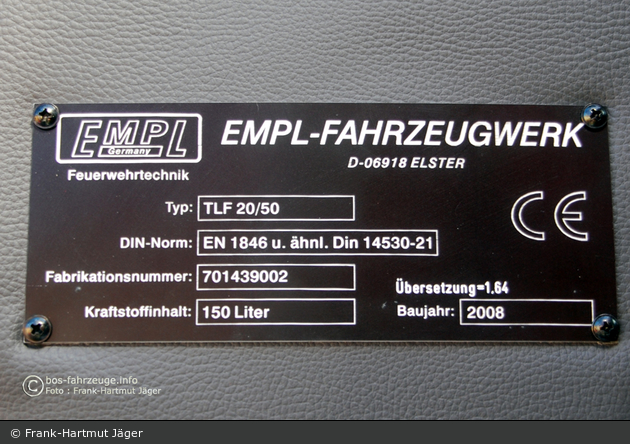 EMPL
Germany
Feuerwehrtechnik
EMPL-FAHRZEUGWERK
D-06918 ELSTER
CE
Typ: TLF 20/50
DIN-Norm: EN 1846 u. ähnl. Din 14530-21
Fabrikationsnummer: 701439002
Übersetzung=1.64
Kraftstoffinhalt: 150 Liter
Baujahr: 2008
© bos-fahrzeuge.info
Foto : Frank-Hartmut Jäger
© Frank-Hartmut Jäger